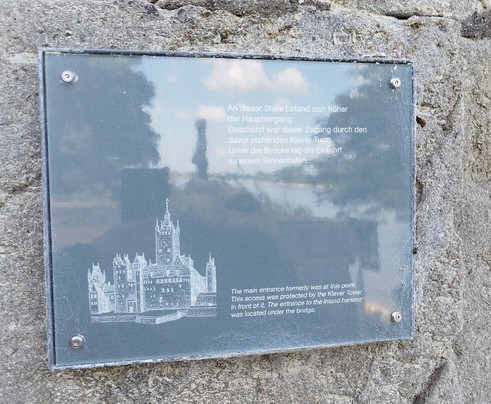 An dieser Stelle befand sich früher
der Haupteingang.
Geschützt war dieser Zugang durch den
davor stehenden Klever Turm.
Unter der Brücke lag die Einfahrt
zu einem Binnenhafen.
The main entrance formerly was at this point.
This access was protected by the Klever Tower
in front of it. The entrance to the inland harbour
was located under the bridge.